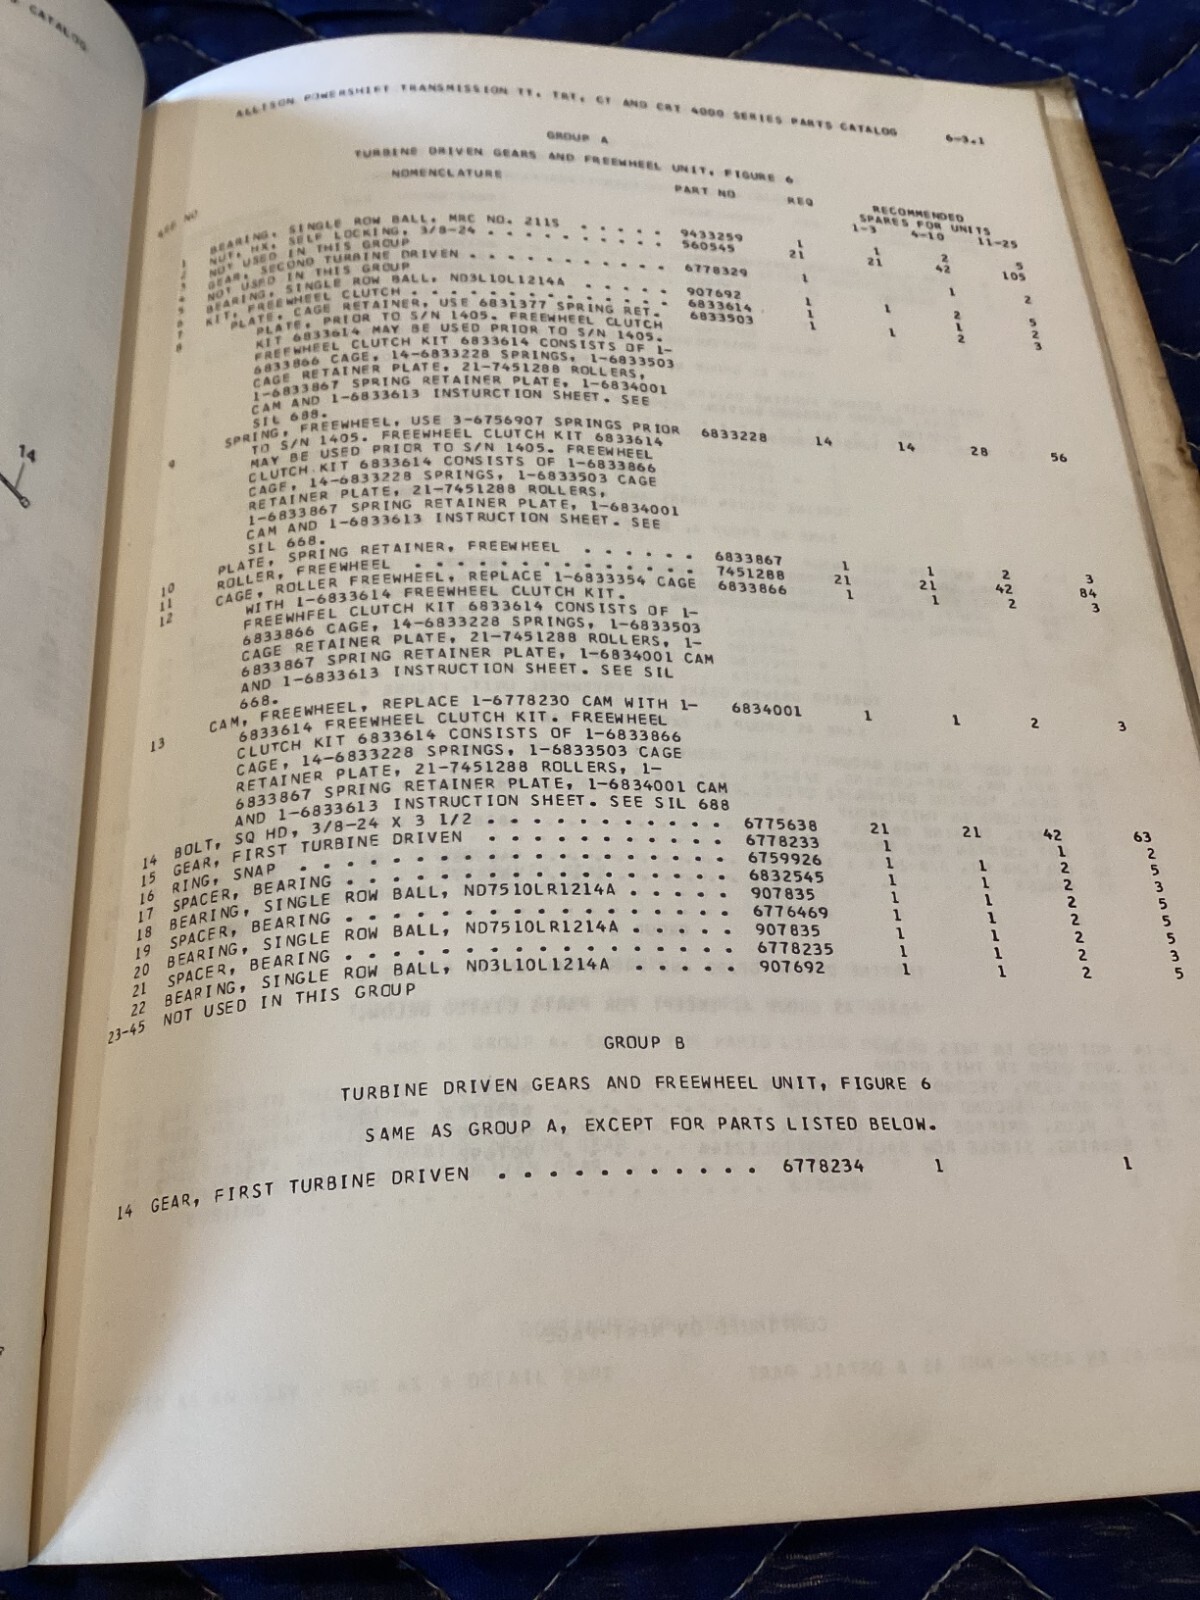 S CATALOG
14
ALLISON POWERSHIFT TRANSMISSION TT, TRT, CT AND CRT 4000 SERIES PARTS CATALOG 6-3.1
GROUP A
TURBINE DRIVEN GEARS AND FREEWHEEL UNIT, FIGURE 6
REF NO NOMENCLATURE PART NO REQ RECOMMENDED
SPARES FOR UNITS
1-3 4-10 11-25
1 BEARING, SINGLE ROW BALL, MRC NO. 211S . . . . . 9433259 1 1 2 5
2 NUT, HX, SELF LOCKING, 3/8-24 . . . . . . . . . . 560545 21 21 42 105
3 NOT USED IN THIS GROUP
4 GEAR, SECOND TURBINE DRIVEN . . . . . . . . . . . 6778329 1 1 2
5 NOT USED IN THIS GROUP
6 BEARING, SINGLE ROW BALL, ND3L10L1214A . . . . . 907692 1 1 2 5
7 KIT, FREEWHEEL CLUTCH . . . . . . . . . . . . . . 6833614 1 1 2
8 PLATE, CAGE RETAINER, USE 6831377 SPRING RET. 6833503 1 1 2 3
PLATE, PRIOR TO S/N 1405. FREEWHEEL CLUTCH
KIT 6833614 MAY BE USED PRIOR TO S/N 1405.
FREEWHEEL CLUTCH KIT 6833614 CONSISTS OF 1-
6833866 CAGE, 14-6833228 SPRINGS, 1-6833503
CAGE RETAINER PLATE, 21-7451288 ROLLERS,
1-6833867 SPRING RETAINER PLATE, 1-6834001
CAM AND 1-6833613 INSTURCTION SHEET. SEE
SIL 688.
9 SPRING, FREEWHEEL, USE 3-6756907 SPRINGS PRIOR 6833228 14 14 28 56
TO S/N 1405. FREEWHEEL CLUTCH KIT 6833614
MAY BE USED PRIOR TO S/N 1405. FREEWHEEL
CLUTCH KIT 6833614 CONSISTS OF 1-6833866
CAGE, 14-6833228 SPRINGS, 1-6833503 CAGE
RETAINER PLATE, 21-7451288 ROLLERS,
1-6833867 SPRING RETAINER PLATE, 1-6834001
CAM AND 1-6833613 INSTRUCTION SHEET. SEE
SIL 668.
10 PLATE, SPRING RETAINER, FREEWHEEL . . . . . . 6833867 1 1 2 3
11 ROLLER, FREEWHEEL . . . . . . . . . . . . . . 7451288 21 21 42 84
12 CAGE, ROLLER FREEWHEEL, REPLACE 1-6833354 CAGE 6833866 1 1 2 3
WITH 1-6833614 FREEWHEEL CLUTCH KIT.
FREEWHFEL CLUTCH KIT 6833614 CONSISTS OF 1-
6833866 CAGE, 14-6833228 SPRINGS, 1-6833503
CAGE RETAINER PLATE, 21-7451288 ROLLERS, 1-
6833867 SPRING RETAINER PLATE, 1-6834001 CAM
AND 1-6833613 INSTRUCTION SHEET. SEE SIL
668.
13 CAM, FREEWHEEL, REPLACE 1-6778230 CAM WITH 1- 6834001 1 1 2 3
6833614 FREEWHEEL CLUTCH KIT. FREEWHEEL
CLUTCH KIT 6833614 CONSISTS OF 1-6833866
CAGE, 14-6833228 SPRINGS, 1-6833503 CAGE
RETAINER PLATE, 21-7451288 ROLLERS, 1-
6833867 SPRING RETAINER PLATE, 1-6834001 CAM
AND 1-6833613 INSTRUCTION SHEET. SEE SIL 688
14 BOLT, SQ HD, 3/8-24 X 3 1/2 . . . . . . . . . . . 6775638 21 21 42 63
15 GEAR, FIRST TURBINE DRIVEN . . . . . . . . . . . 6778233 1 1 2
16 RING, SNAP . . . . . . . . . . . . . . . . . . . 6759926 1 1 2 5
17 SPACER, BEARING . . . . . . . . . . . . . . . . . 6832545 1 1 2 3
18 BEARING, SINGLE ROW BALL, ND7510LR1214A . . . . . 907835 1 1 2 5
19 SPACER, BEARING . . . . . . . . . . . . . . . . . 6776469 1 1 2 5
20 BEARING, SINGLE ROW BALL, ND7510LR1214A . . . . . 907835 1 1 2 5
21 SPACER, BEARING . . . . . . . . . . . . . . . . . 6778235 1 1 2 3
22 BEARING, SINGLE ROW BALL, ND3L10L1214A . . . . . 907692 1 1 2 5
23-45 NOT USED IN THIS GROUP
GROUP B
TURBINE DRIVEN GEARS AND FREEWHEEL UNIT, FIGURE 6
SAME AS GROUP A, EXCEPT FOR PARTS LISTED BELOW.
14 GEAR, FIRST TURBINE DRIVEN . . . . . . . . . . . 6778234 1 1